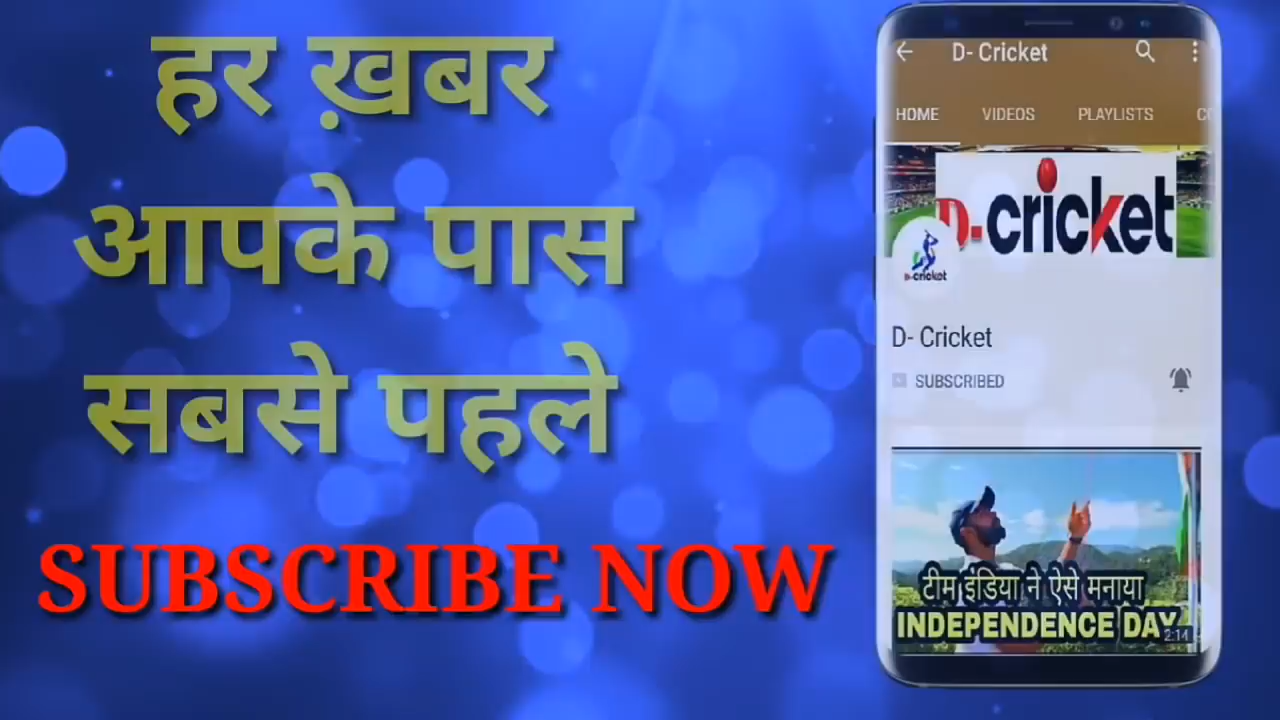 हर ख़बर
आपके पास
सबसे पहले
SUBSCRIBE NOW
D- Cricket
HOME VIDEOS PLAYLISTS
D-cricket
D-cricket
D- Cricket
SUBSCRIBED
टीम इंडिया ने ऐसे मनाया
INDEPENDENCE DAY
2:14